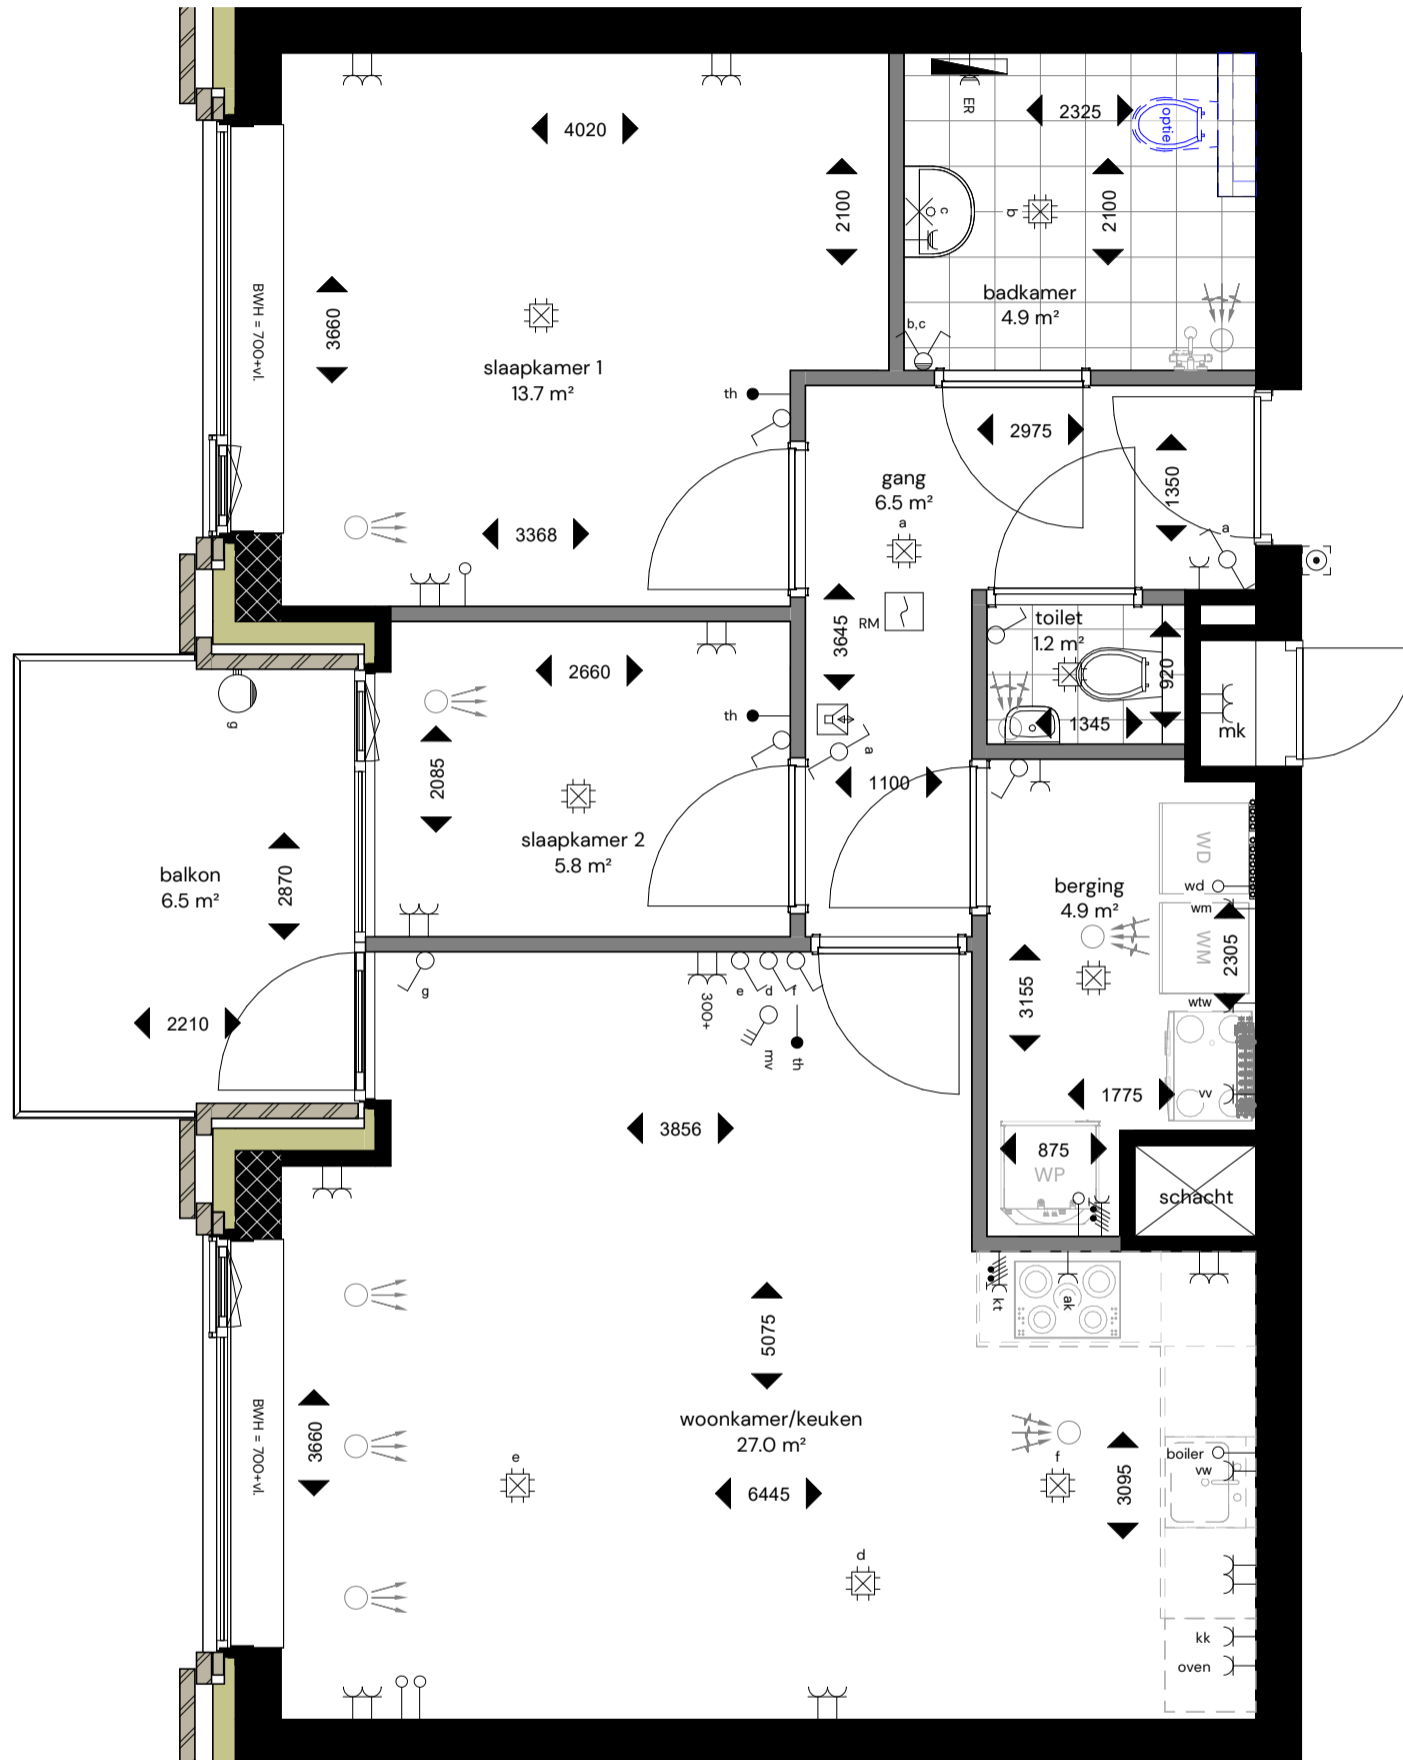 4020
2325
optie
ER
2100
2100
c
b
BWH = 700+vl.
3660
badkamer
4.9 m²
b,c
slaapkamer 1
13.7 m²
th
2975
1350
gang
6.5 m²
a
a
3368
RM
3645
toilet
1.2 m²
920
1345
mk
2660
th
a
g
2085
1100
slaapkamer 2
5.8 m²
balkon
6.5 m²
2870
WD
wd
berging
4.9 m²
wm
WM
2305
g
e
d
f
300+
mv
th
3155
wtw
2210
1775
vv
3856
875
WP
schacht
kt
ak
5075
woonkamer/keuken
27.0 m²
BWH = 700+vl.
3660
e
f
boiler
vw
3095
6445
d
kk
oven